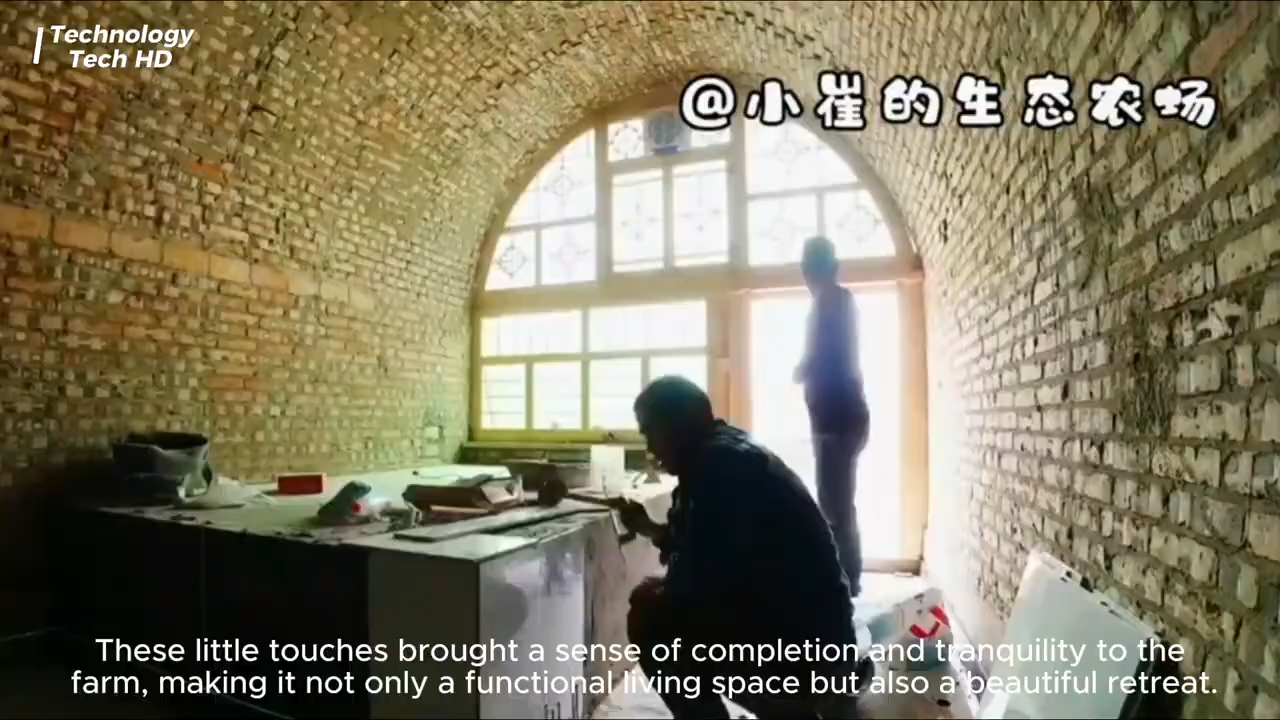 Technology
Tech HD
@小崔的生态农场
These little touches brought a sense of completion and tranquility to the
farm, making it not only a functional living space but also a beautiful retreat.